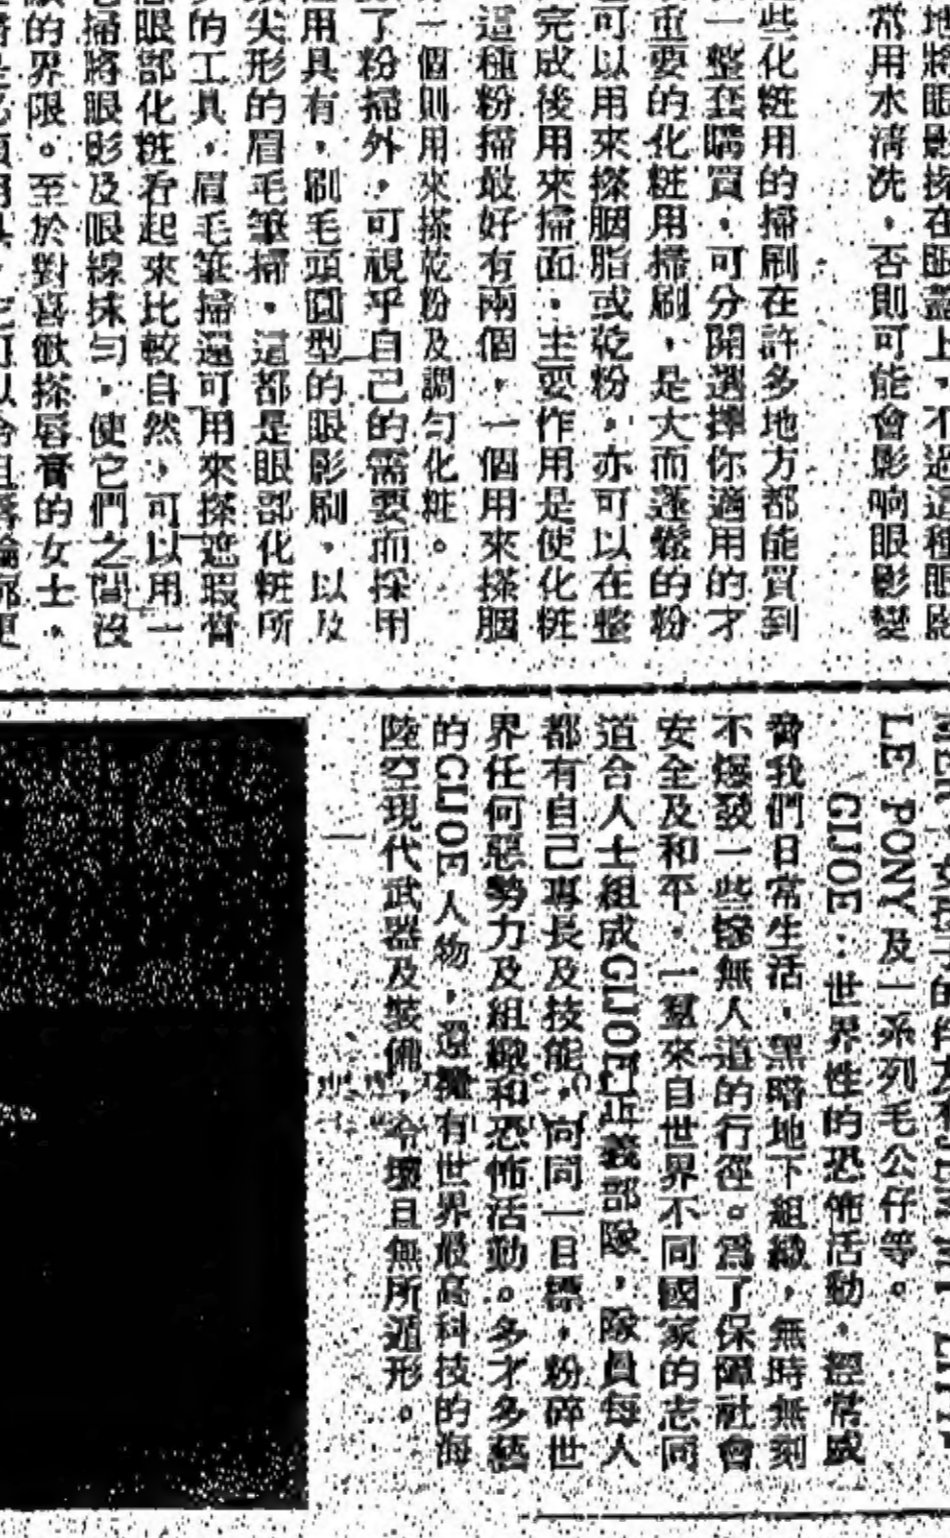 地將眼影搽在眼蓋上。不過這種眼影
常用水清洗，否則可能會影响眼影變
些化粧用的掃刷在許多地方都能買到
一整套購買，可分開選擇你適用的才
重要的化粧用掃刷，是大而蓬鬆的粉
可以用來搽胭脂或乾粉，亦可以在整
完成後用來掃面，主要作用是使化粧
這種粉掃最好有兩個，一個用來搽胭
一個則用來搽乾粉及調勻化粧。
了粉掃外，可視乎自己的需要而採用
用具有，刷毛頭圓型的眼影刷，以及
尖形的眉毛筆掃，這都是眼部化粧所
的工具，眉毛筆掃還可用來搽遮瑕膏
眼部化粧看起來比較自然，可以用一
掃將眼影及眼線抹勻，使它們之間沒
的界限。至於對喜歡搽唇膏的女士，
LE PONY及一系列毛公仔等。
GIJOE：世界性的恐怖活動，經常威
脅我們日常生活，黑暗地下組織，無時無刻
不爆發一些慘無人道的行徑。為了保障社會
安全及和平，一羣來自世界不同國家的志同
道合人士組成GIJOE正義部隊，隊員每人
都有自己專長及技能，向同一目標，粉碎世
界任何惡勢力及組織和恐怖活動。多才多藝
的GIJOE人物，還擁有世界最高科技的海
陸空現代武器及裝備，令壞旦無所遁形。